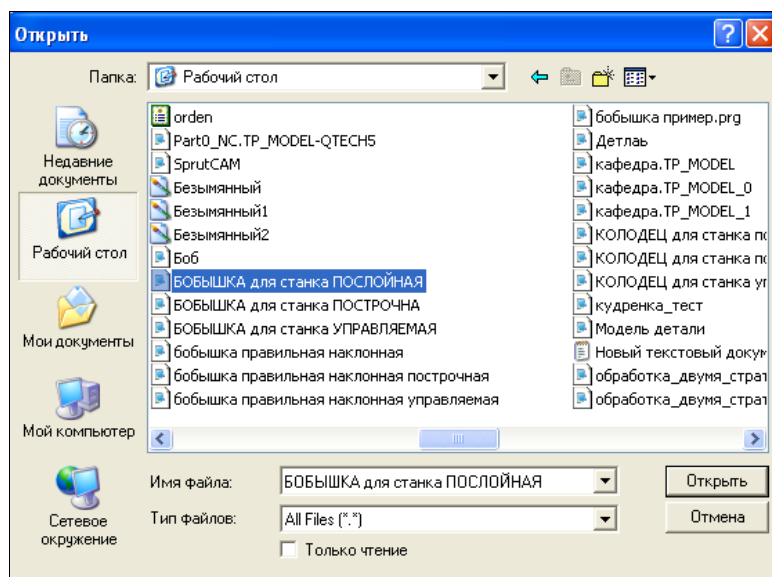 Открыть
Папка: Рабочий стол
Недавние
документы
Рабочий стол
Мои документы
Мой компьютер
Сетевое
окружение
orden
Part0_NC.TP_MODEL-QTECH5
SprutCAM
Безымянный
Безымянный1
Безымянный2
Боб
БОБЫШКА для станка ПОСЛОЙНАЯ
БОБЫШКА для станка ПОСТРОЧНА
БОБЫШКА для станка УПРАВЛЯЕМАЯ
бобышка правильная наклонная
бобышка правильная наклонная построчная
бобышка правильная наклонная управляемая
бобышка пример.prg
Детлаь
кафедра.TP_MODEL
кафедра.TP_MODEL_0
кафедра.TP_MODEL_1
КОЛОДЕЦ для станка по
КОЛОДЕЦ для станка по
КОЛОДЕЦ для станка уг
кудренка_тест
Модель детали
Новый текстовый докум
обработка_двумя_страт
обработка_двумя_страт
Имя файла: БОБЫШКА для станка ПОСЛОЙНАЯ Открыть
Тип файлов: All Files (*.*) Отмена
Только чтение